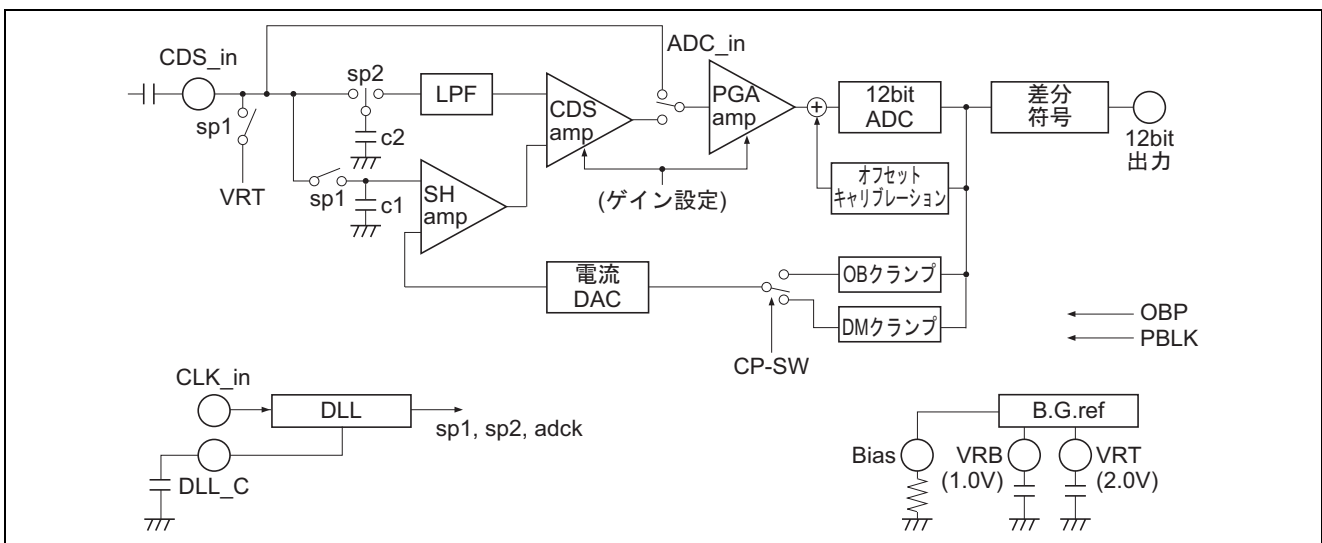 CDS_in
sp1
VRT
sp2
c2
sp1
c1
LPF
SH
amp
CDS
amp
ADC_in
PGA
amp
(ゲイン設定)
12bit
ADC
差分
符号
12bit
出力
オフセット
キャリブレーション
電流
DAC
CP-SW
OBクランプ
DMクランプ
OBP
PBLK
CLK_in
DLL
sp1, sp2, adck
DLL_C
B.G.ref
Bias
VRB
(1.0V)
VRT
(2.0V)